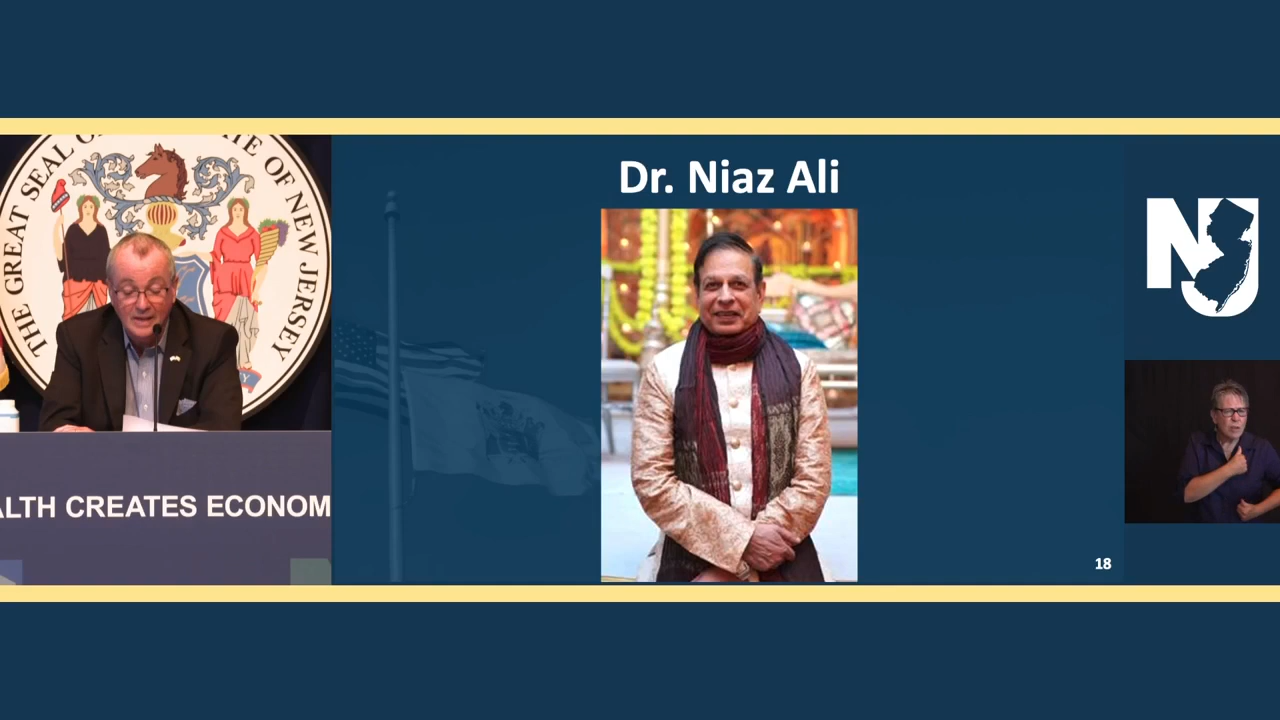 THE GREAT SEAL OF THE STATE OF NEW JERSEY
ALTH CREATES ECONOM
Dr. Niaz Ali
18
NJ